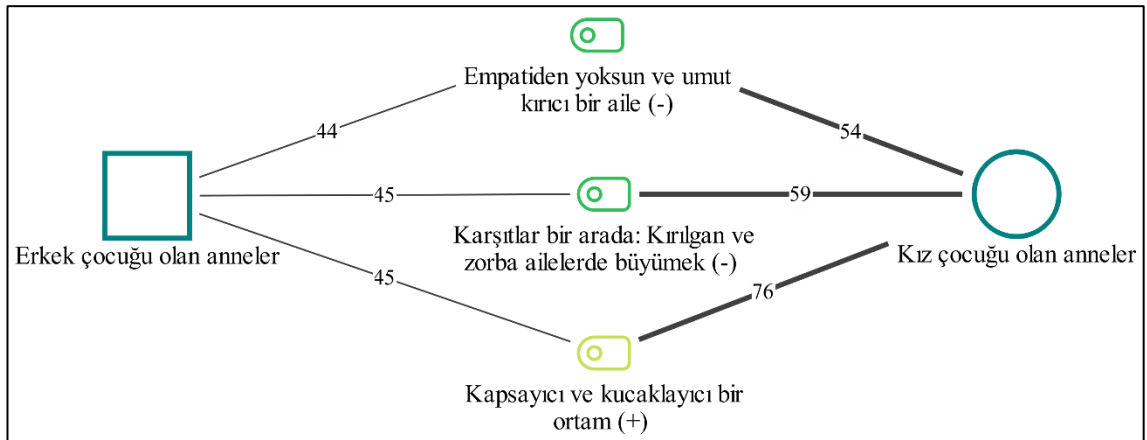 Empatiden yoksun ve umut
kırıcı bir aile (-)
44
54
45
59
Erkek çocuğu olan anneler
Karşıtlar bir arada: Kırılgan ve
zorba ailelerde büyümek (-)
Kız çocuğu olan anneler
45
76
Kapsayıcı ve kucaklayıcı bir
ortam (+)